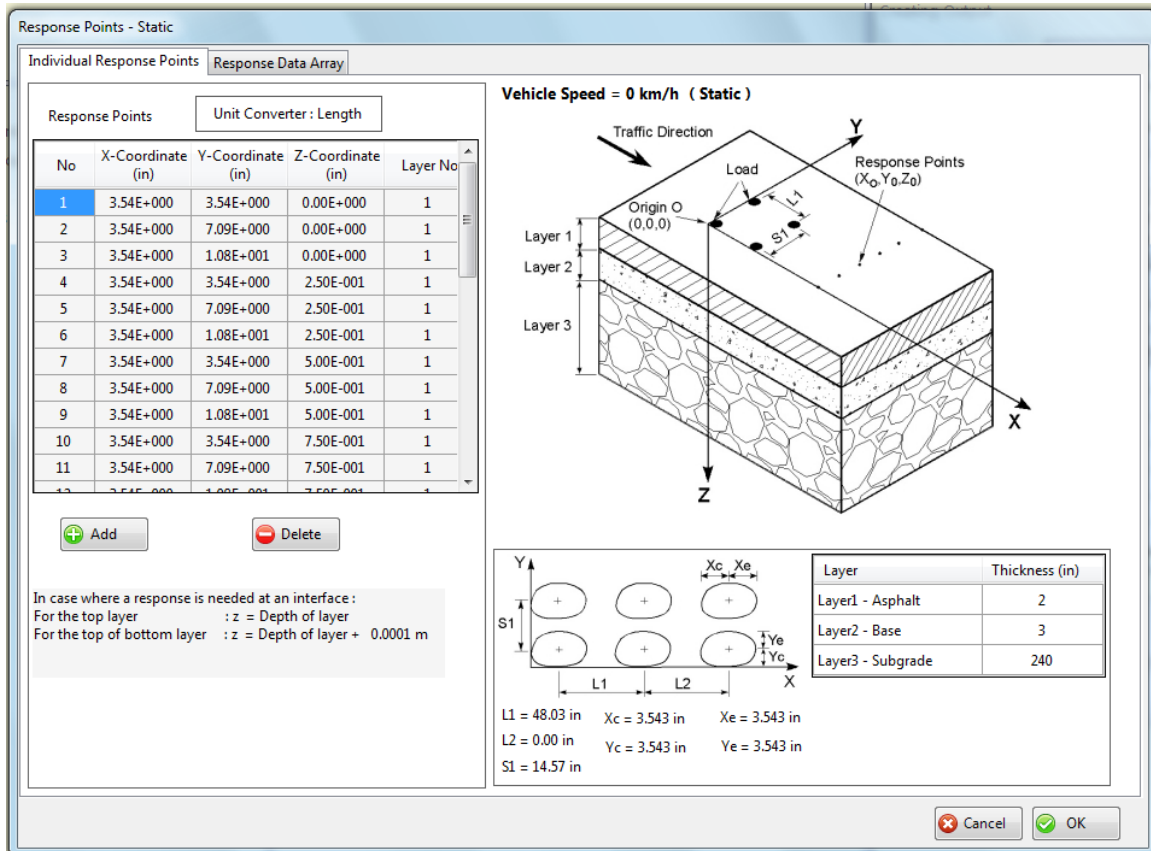 Creating Output
Response Points - Static
Individual Response Points
Response Data Array
Response Points
Unit Converter : Length
No X-Coordinate (in) Y-Coordinate (in) Z-Coordinate (in) Layer No
1 3.54E+000 3.54E+000 0.00E+000 1
2 3.54E+000 7.09E+000 0.00E+000 1
3 3.54E+000 1.08E+001 0.00E+000 1
4 3.54E+000 3.54E+000 2.50E-001 1
5 3.54E+000 7.09E+000 2.50E-001 1
6 3.54E+000 1.08E+001 2.50E-001 1
7 3.54E+000 3.54E+000 5.00E-001 1
8 3.54E+000 7.09E+000 5.00E-001 1
9 3.54E+000 1.08E+001 5.00E-001 1
10 3.54E+000 3.54E+000 7.50E-001 1
11 3.54E+000 7.09E+000 7.50E-001 1
12 3.54E+000 1.08E+001 7.50E-001 1
Add
Delete
In case where a response is needed at an interface :
For the top layer : z = Depth of layer
For the top of bottom layer : z = Depth of layer + 0.0001 m
Vehicle Speed = 0 km/h ( Static )
Traffic Direction
Y
Load
Response Points
(X0,Y0,Z0)
Origin O
(0,0,0)
L1
S1
Layer 1
Layer 2
Layer 3
X
Z
Y
Xc Xe
S1
Ye
Yc
L1 L2
X
L1 = 48.03 in Xc = 3.543 in Xe = 3.543 in
L2 = 0.00 in Yc = 3.543 in Ye = 3.543 in
S1 = 14.57 in
Layer Thickness (in)
Layer1 - Asphalt 2
Layer2 - Base 3
Layer3 - Subgrade 240
Cancel
OK